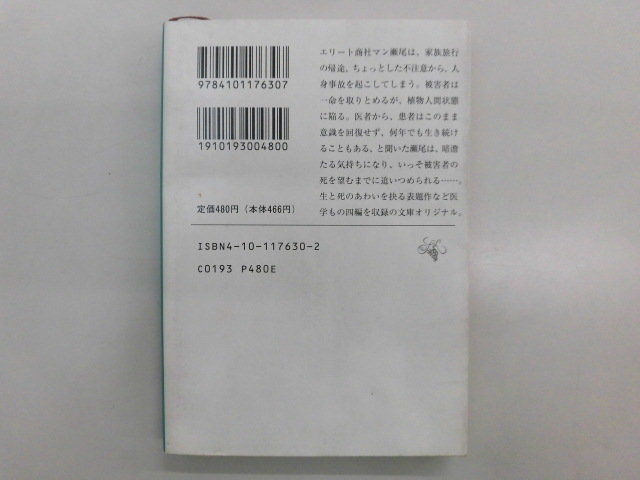 9784101176307
1910193004800
定価480円(本体466円)
エリート商社マン瀬尾は、家族旅行
の帰途、ちょっとした不注意から、人
身事故を起こしてしまう。被害者は
一命を取りとめるが、植物人間状態
に陥る。医者から、患者はこのまま
意識を回復せず、何年でも生き続け
ることもある、と聞いた瀬尾は、暗澹
たる気持ちになり、いっそ被害者の
死を望むまでに追いつめられる……。
生と死のあわいを抉る表題作など医
学もの四編を収録の文庫オリジナル。
ISBN4-10-117630-2
C0193 P480E